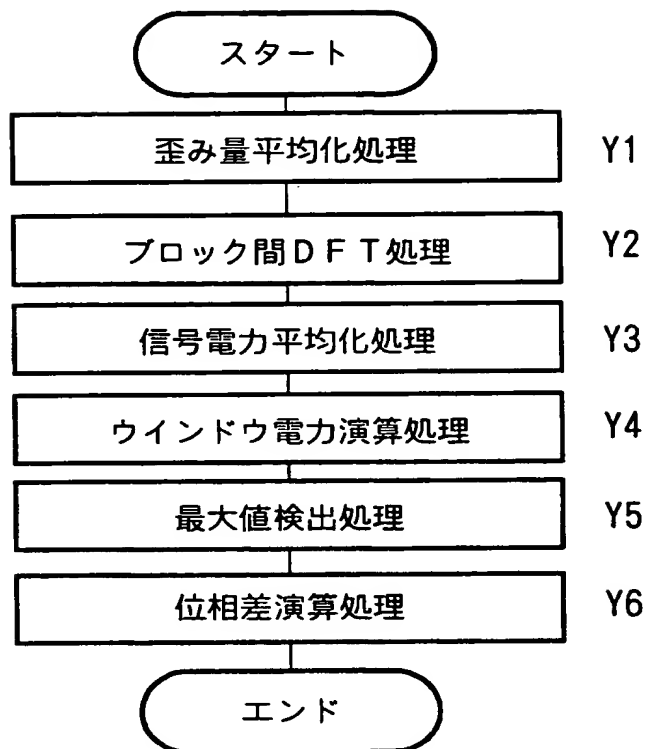 スタート
歪み量平均化処理 Y1
ブロック間DFT処理 Y2
信号電力平均化処理 Y3
ウインドウ電力演算処理 Y4
最大値検出処理 Y5
位相差演算処理 Y6
エンド